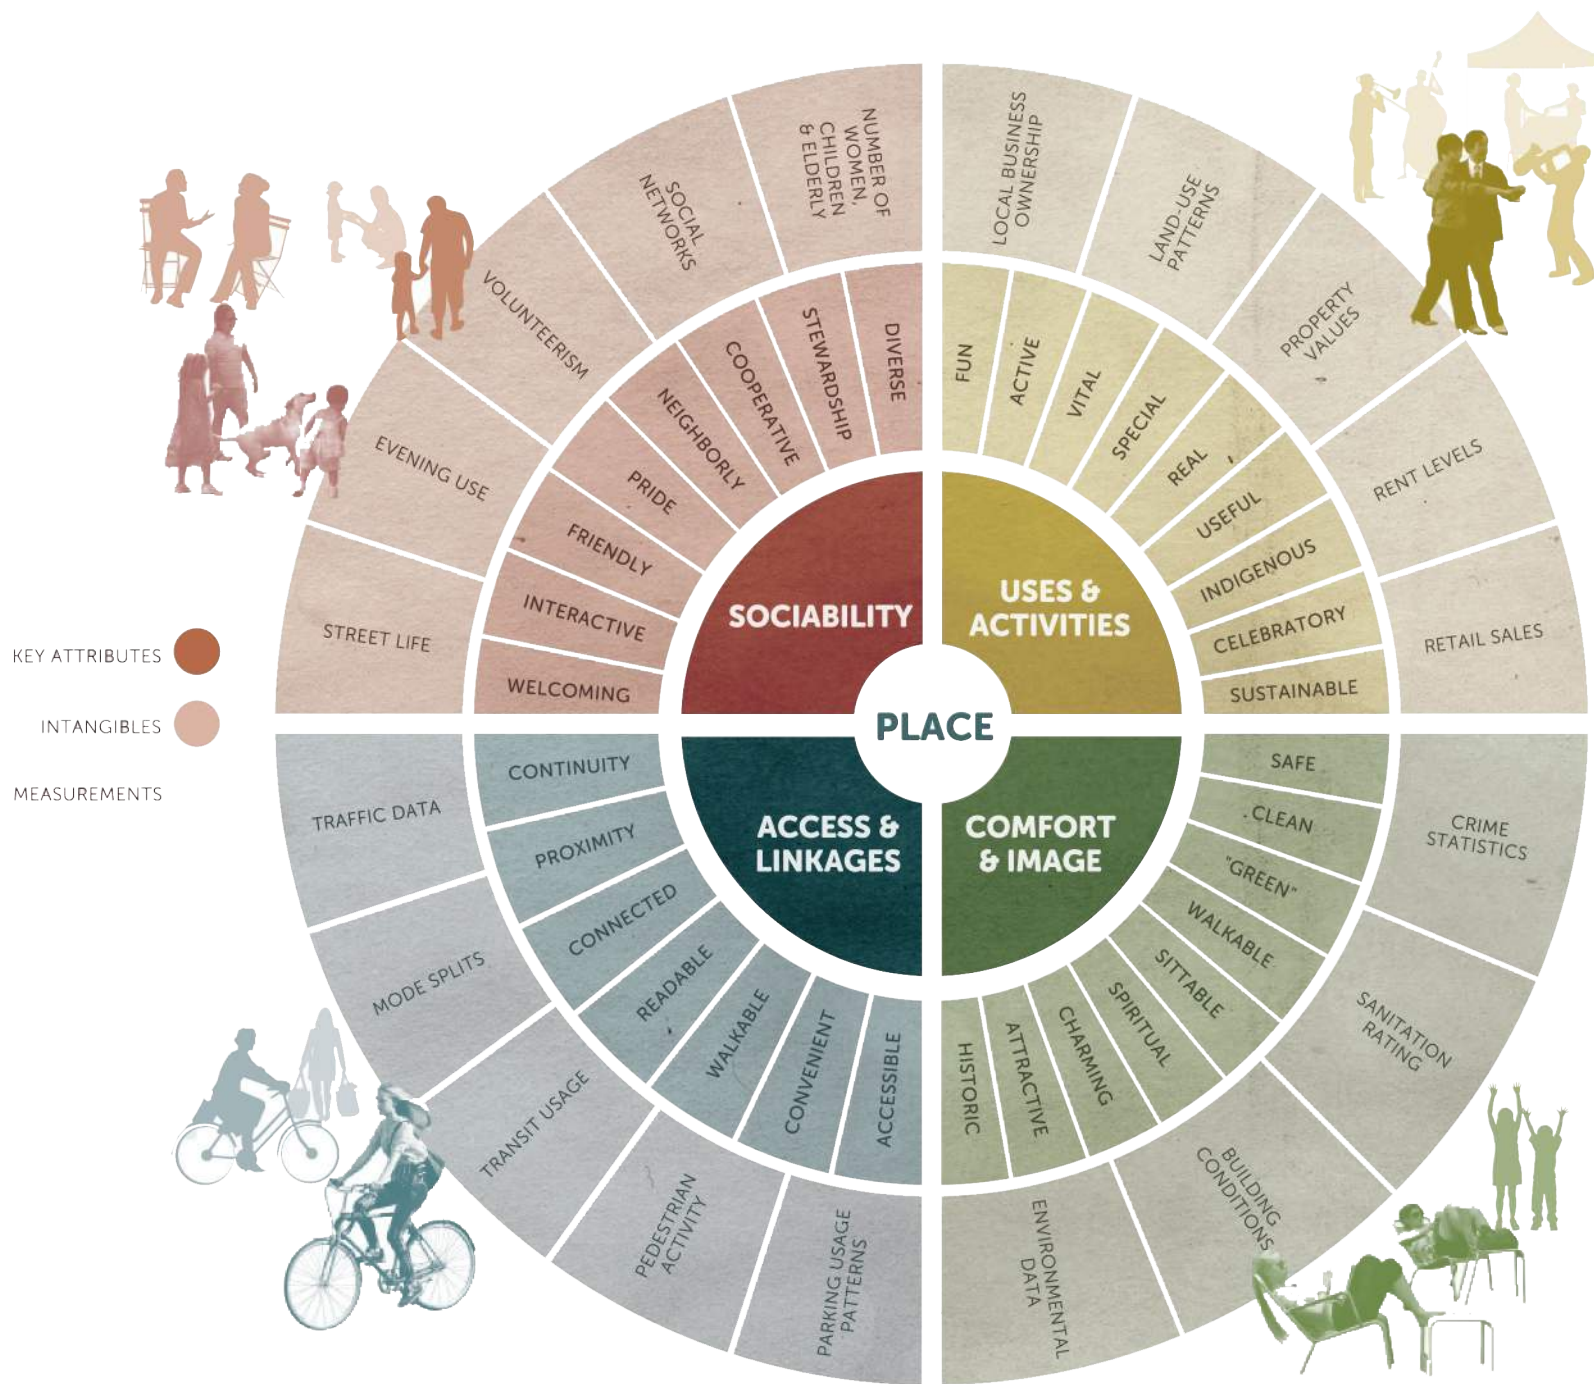 NUMBER OF
WOMEN,
CHILDREN
& ELDERLY
SOCIAL
NETWORKS
VOLUNTEERISM
EVENING USE
STREET LIFE
LOCAL BUSINESS
OWNERSHIP
LAND-USE
PATTERNS
PROPERTY
VALUES
RENT LEVELS
RETAIL SALES
DIVERSE
STEWARDSHIP
COOPERATIVE
NEIGHBORLY
PRIDE
FRIENDLY
INTERACTIVE
WELCOMING
FUN
ACTIVE
VITAL
SPECIAL
REAL
USEFUL
INDIGENOUS
CELEBRATORY
SUSTAINABLE
SOCIABILITY
USES &
ACTIVITIES
KEY ATTRIBUTES
INTANGIBLES
MEASUREMENTS
PLACE
ACCESS &
LINKAGES
COMFORT
& IMAGE
CONTINUITY
PROXIMITY
CONNECTED
READABLE
WALKABLE
CONVENIENT
ACCESSIBLE
SAFE
CLEAN
"GREEN"
WALKABLE
SITTABLE
SPIRITUAL
CHARMING
ATTRACTIVE
HISTORIC
TRAFFIC DATA
MODE SPLITS
TRANSIT USAGE
PEDESTRIAN
ACTIVITY
PARKING USAGE
PATTERNS
CRIME
STATISTICS
SANITATION
RATING
BUILDING
CONDITIONS
ENVIRONMENTAL
DATA